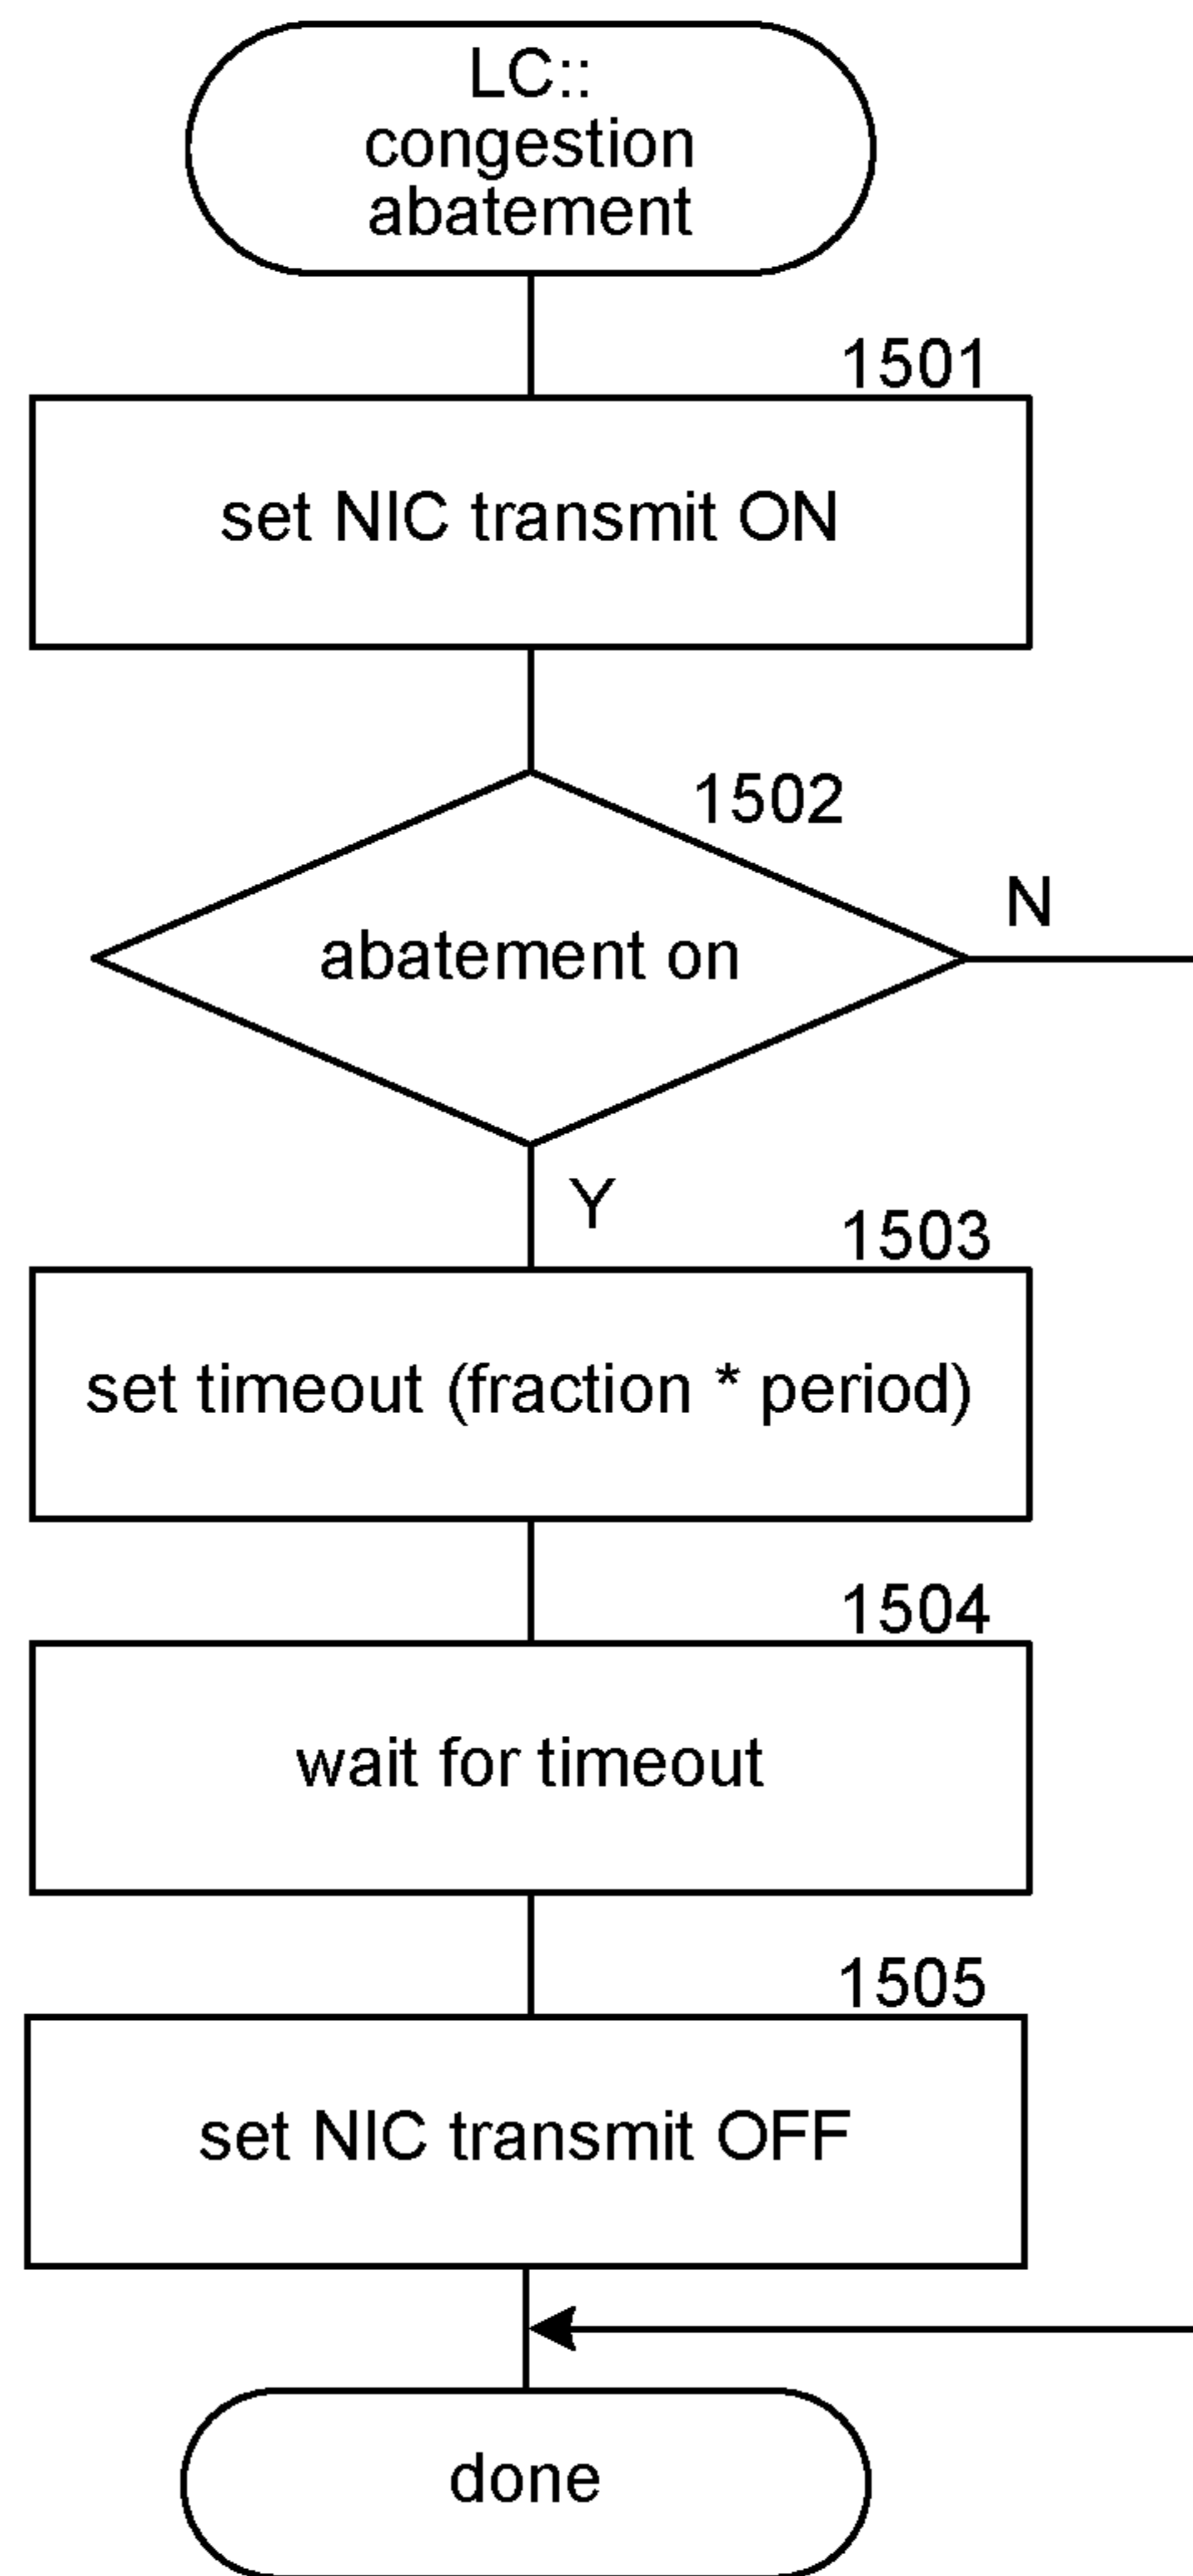 LC::
congestion
abatement
1501
set NIC transmit ON
1502
abatement on
N
Y
1503
set timeout (fraction * period)
1504
wait for timeout
1505
set NIC transmit OFF
done